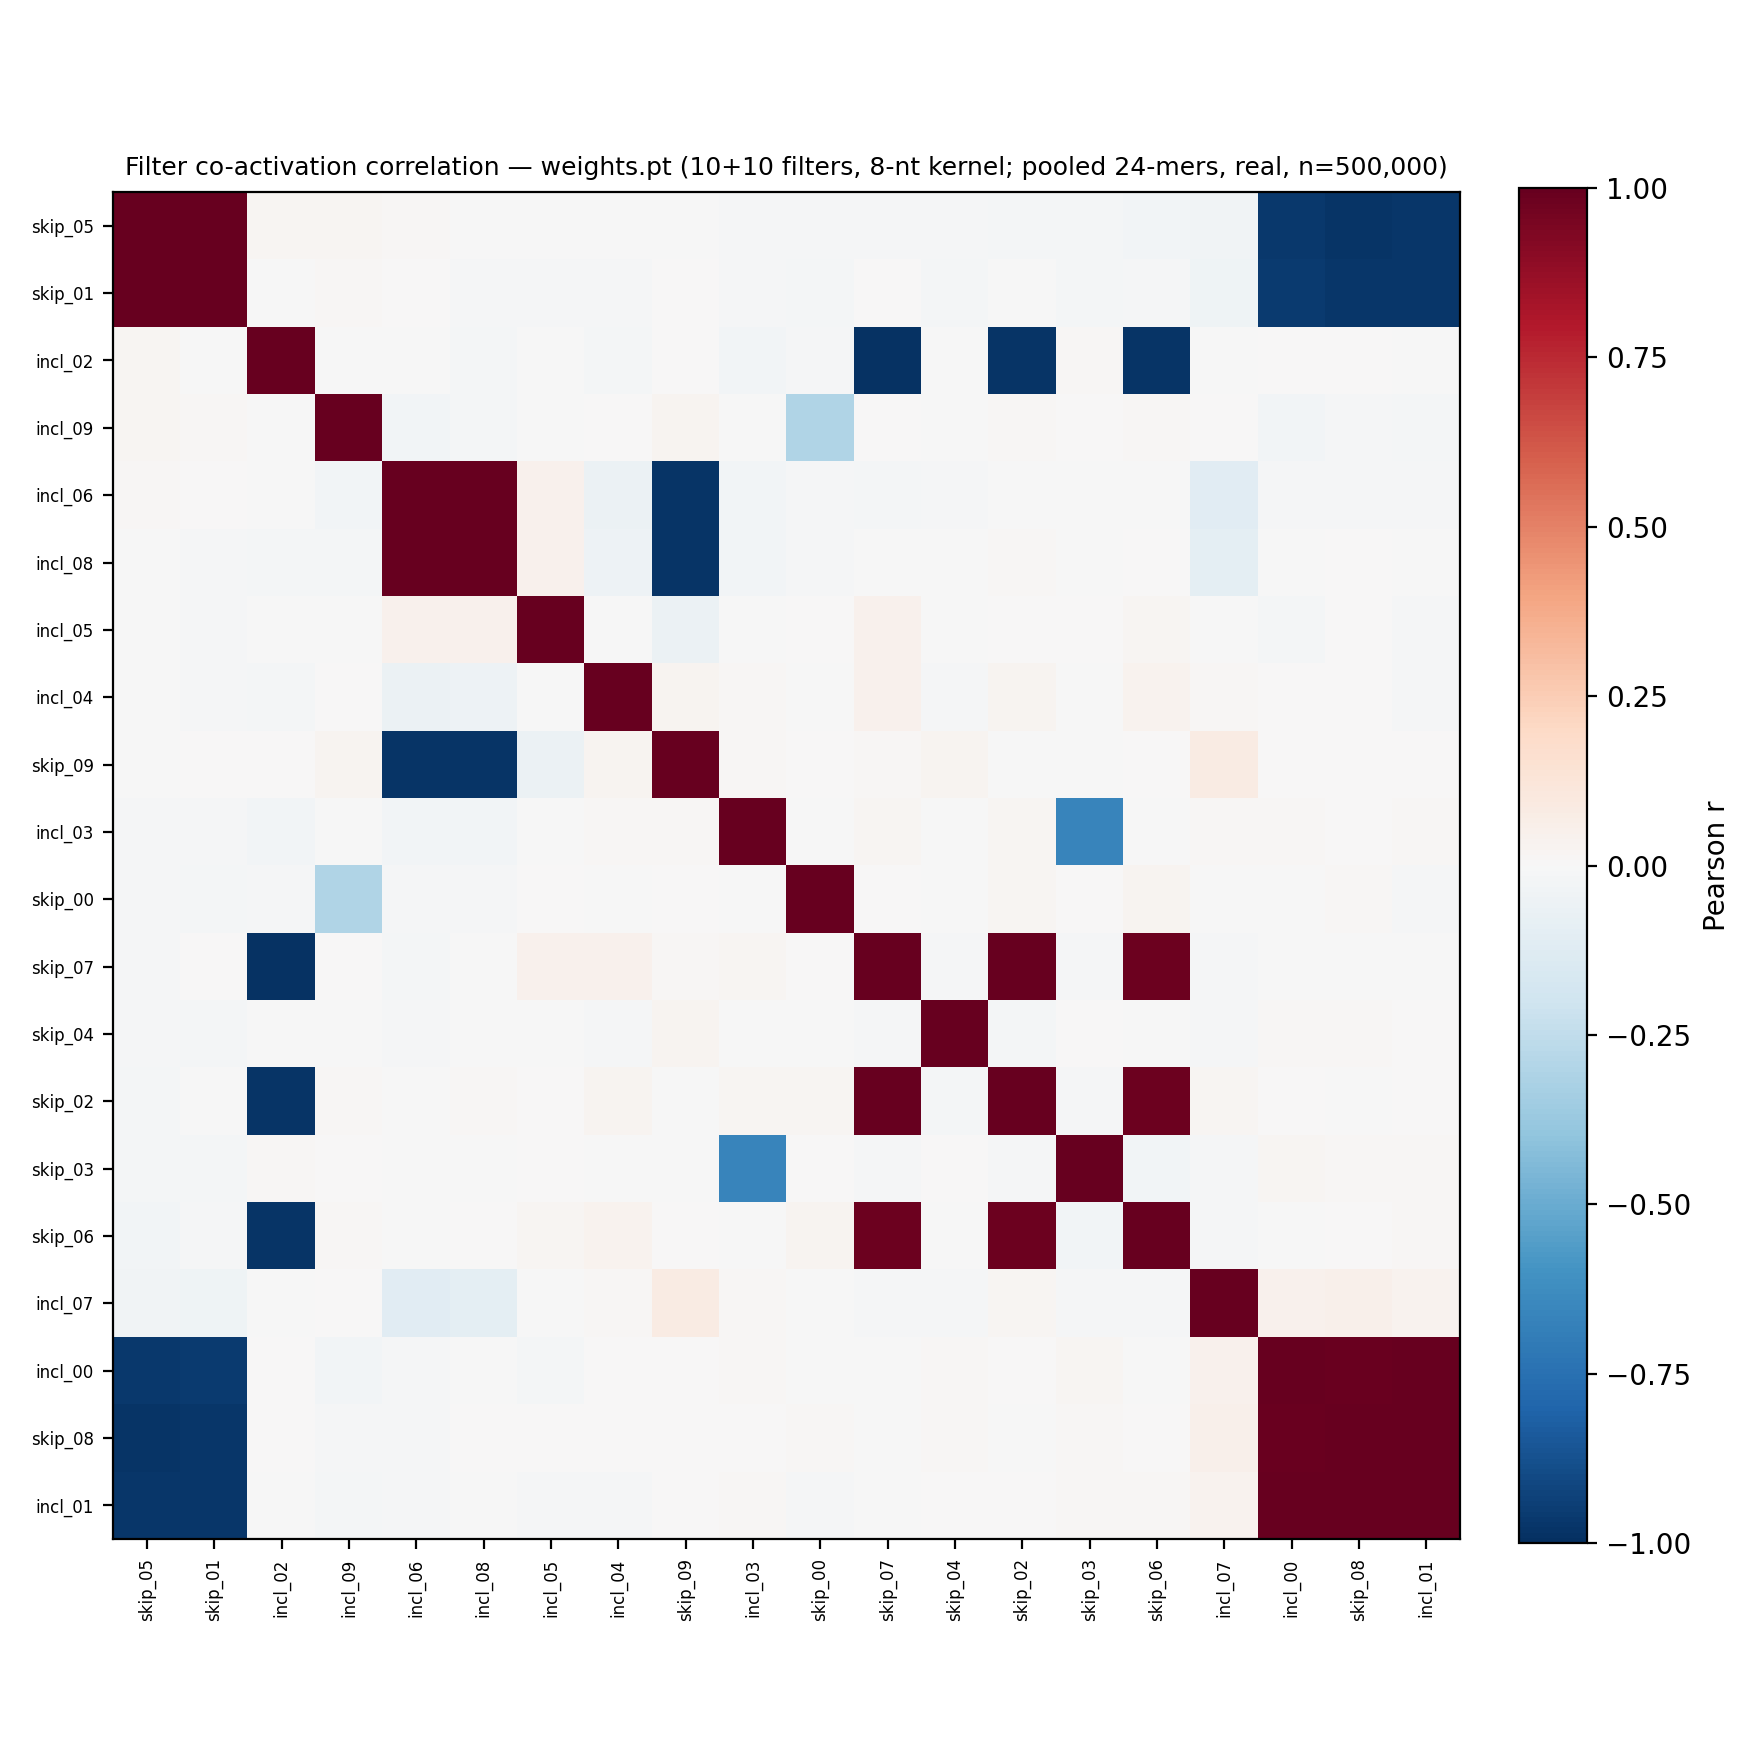 Filter co-activation correlation — weights.pt (10+10 filters, 8-nt kernel; pooled 24-mers, real, n=500,000)
skip_05
skip_01
incl_02
incl_09
incl_06
incl_08
incl_05
incl_04
skip_09
incl_03
skip_00
skip_07
skip_04
skip_02
skip_03
skip_06
incl_07
incl_00
skip_08
incl_01
skip_05
skip_01
incl_02
incl_09
incl_06
incl_08
incl_05
incl_04
skip_09
incl_03
skip_00
skip_07
skip_04
skip_02
skip_03
skip_06
incl_07
incl_00
skip_08
incl_01
1.00
0.75
0.50
0.25
0.00
−0.25
−0.50
−0.75
−1.00
Pearson r